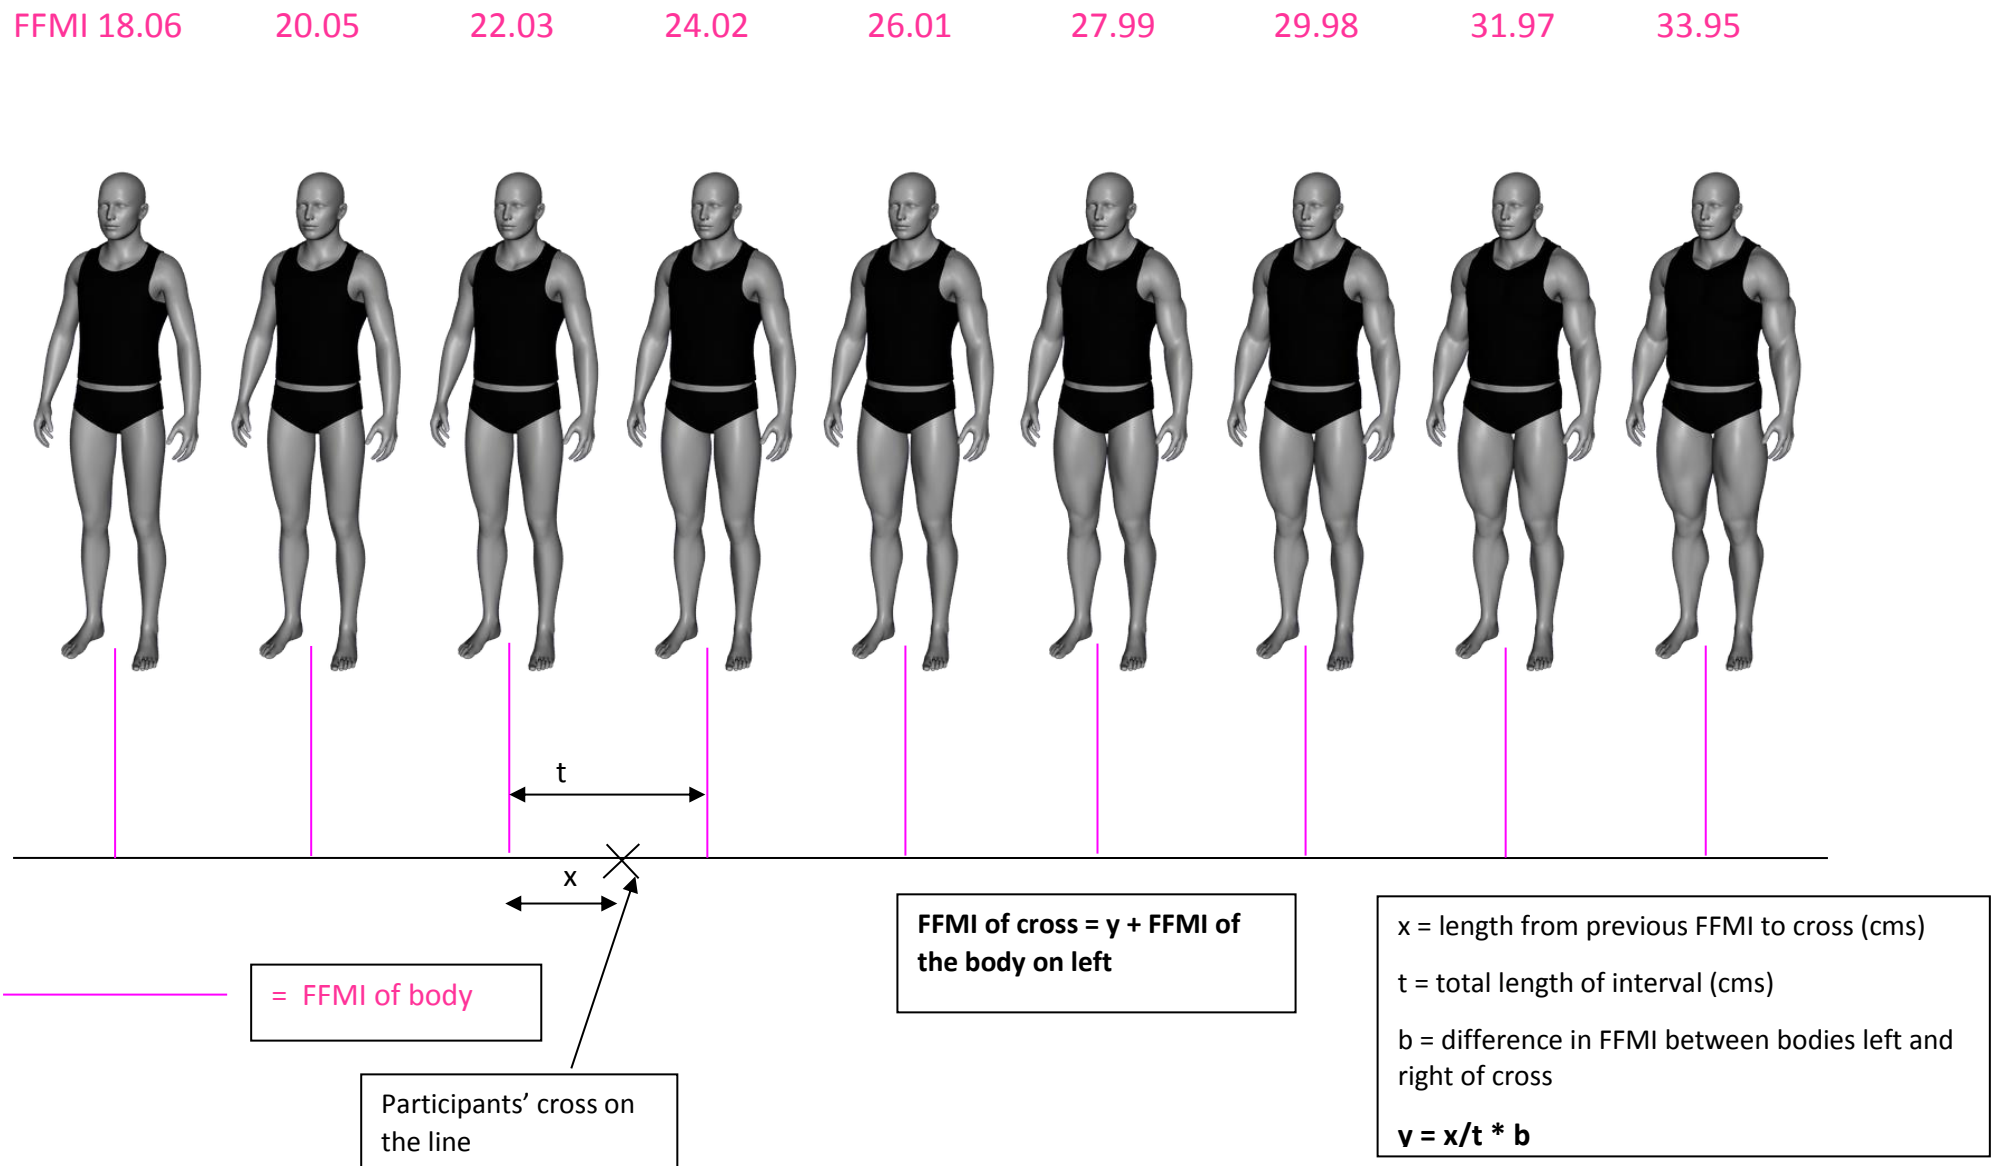 FFMI 18.06 20.05 22.03 24.02 26.01 27.99 29.98 31.97 33.95
t
x
= FFMI of body
Participants’ cross on
the line
FFMI of cross = y + FFMI of
the body on left
x = length from previous FFMI to cross (cms)
t = total length of interval (cms)
b = difference in FFMI between bodies left and
right of cross
y = x/t * b